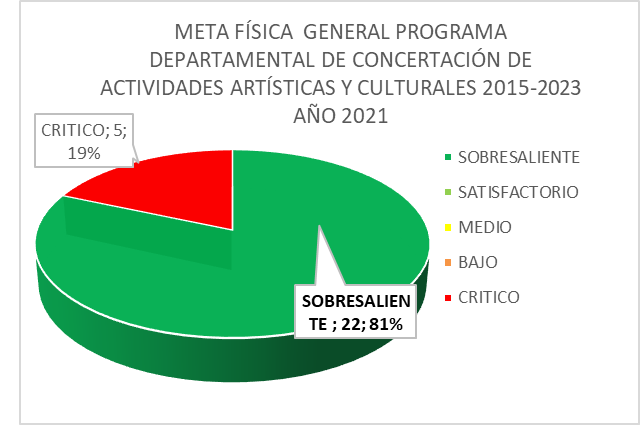 META FÍSICA  GENERAL PROGRAMA
DEPARTAMENTAL DE CONCERTACIÓN DE
ACTIVIDADES ARTÍSTICAS Y CULTURALES 2015-2023
AÑO 2021
CRITICO; 5;
19%
SOBRESALIENTE
SATISFACTORIO
MEDIO
BAJO
CRITICO
SOBRESALIEN
TE ; 22; 81%